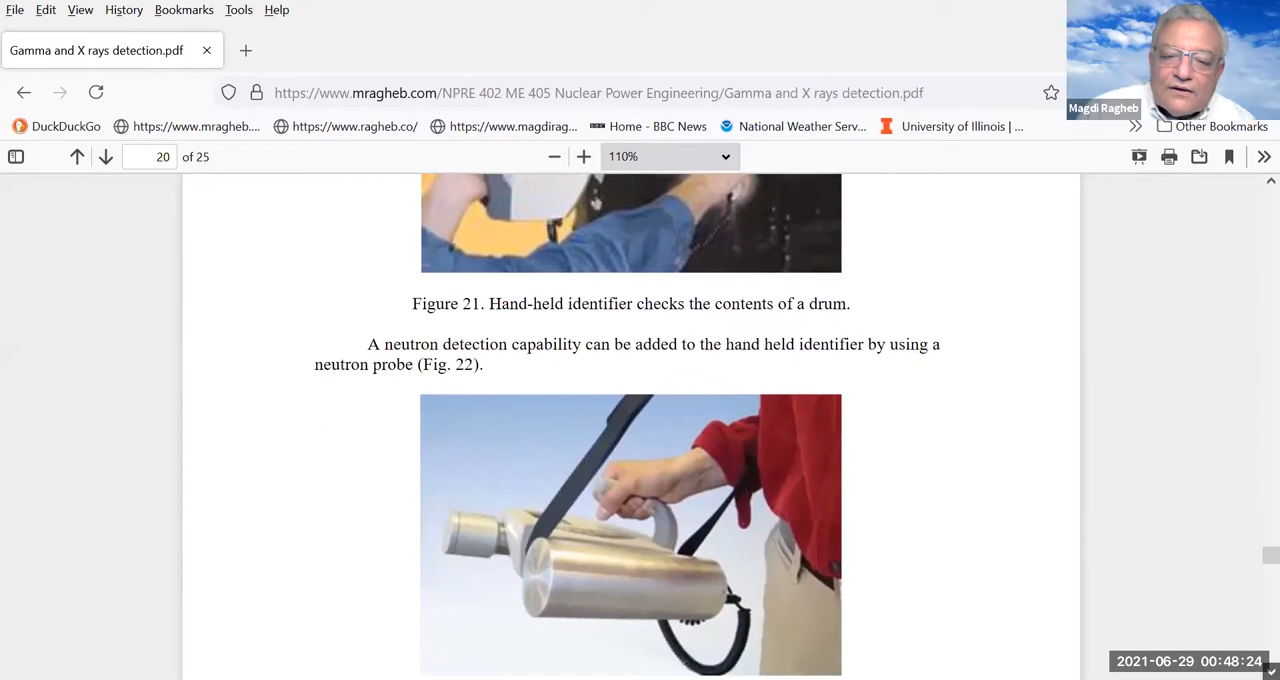 File Edit View History Bookmarks Tools Help
Gamma and X rays detection.pdf
https://www.mragheb.com/NPRE 402 ME 405 Nuclear Power Engineering/Gamma and X rays detection.pdf
Magdi Ragheb
DuckDuckGo https://www.mragheb.... https://www.ragheb.co/ https://www.magdirag... BBC Home - BBC News National Weather Serv... University of Illinois | ... Other Bookmarks
20 of 25 110%
Figure 21. Hand-held identifier checks the contents of a drum.
A neutron detection capability can be added to the hand held identifier by using a
neutron probe (Fig. 22).
2021-06-29 00:48:24